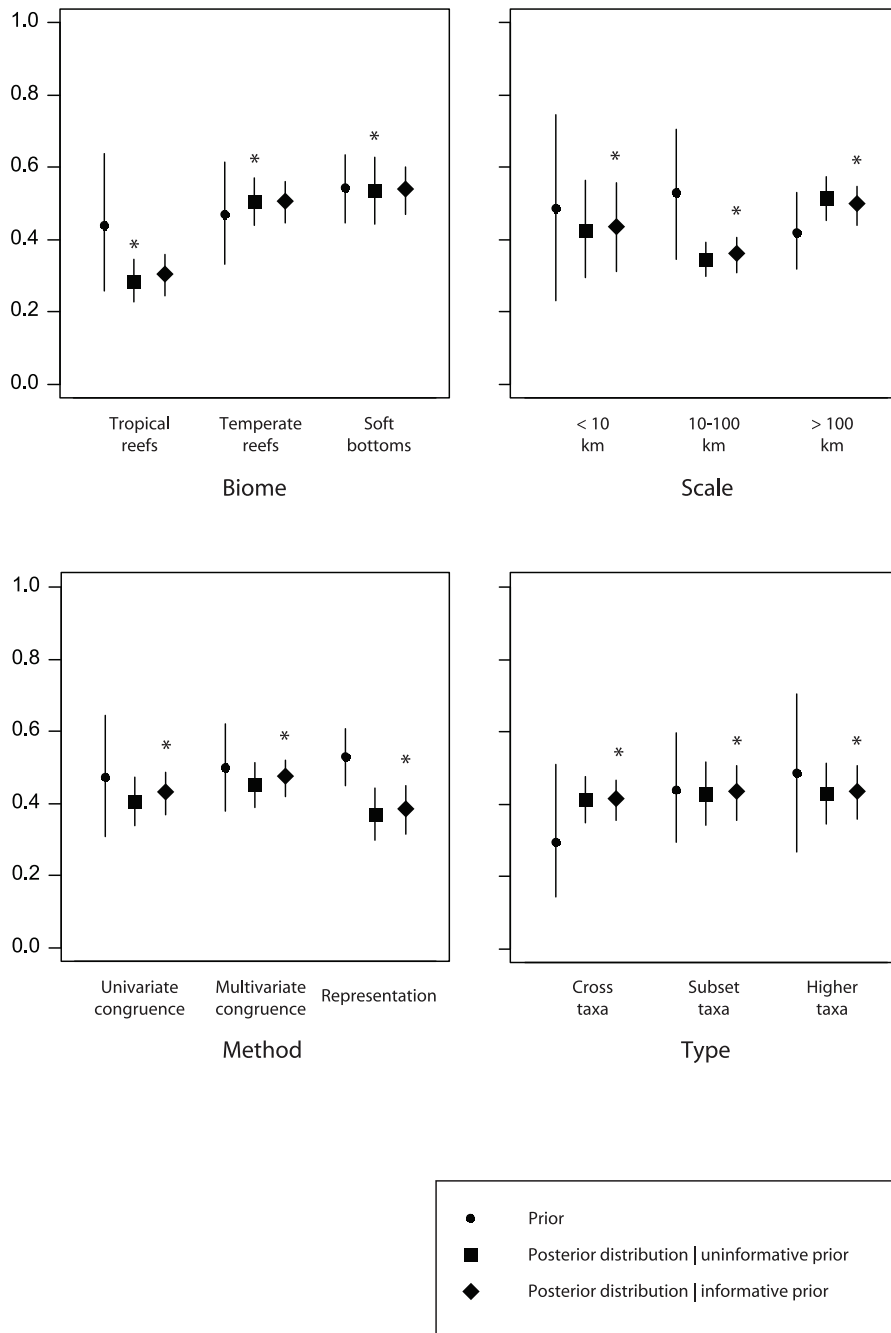 1.0
0.8
0.6
0.4
0.2
0.0
* * *
Tropical reefs
Temperate reefs
Soft bottoms
Biome
* * *
< 10 km
10-100 km
> 100 km
Scale
1.0
0.8
0.6
0.4
0.2
0.0
* * *
Univariate congruence
Multivariate congruence
Representation
Method
* * *
Cross taxa
Subset taxa
Higher taxa
Type
Prior
Posterior distribution | uninformative prior
Posterior distribution | informative prior